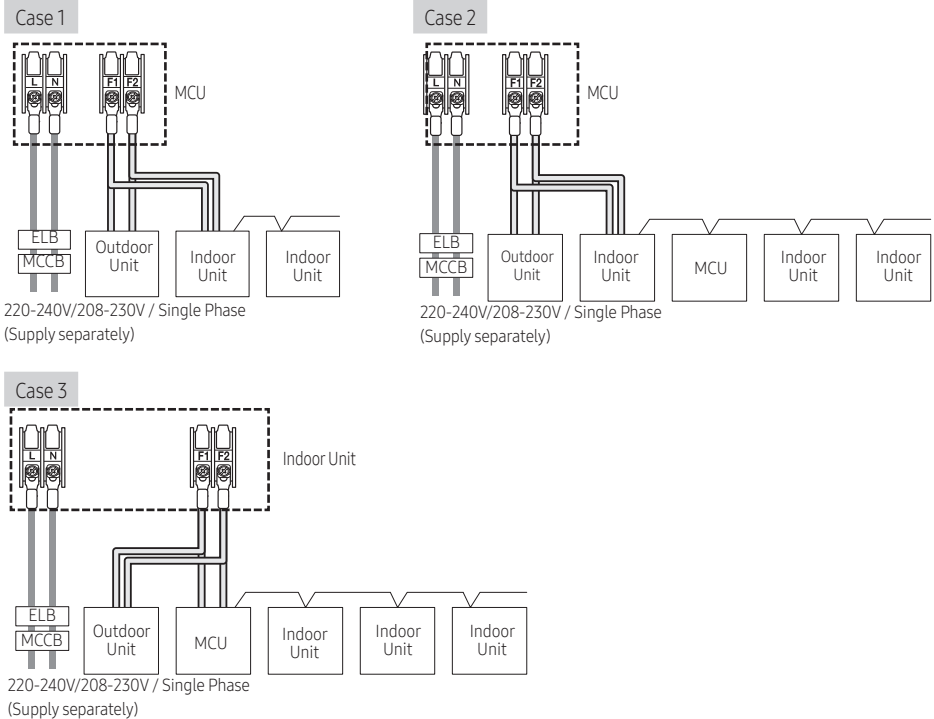 Case 1
L N F1 F2
MCU
ELB
MCCB
Outdoor
Unit
Indoor
Unit
Indoor
Unit
220-240V/208-230V / Single Phase
(Supply separately)
Case 2
L N F1 F2
MCU
ELB
MCCB
Outdoor
Unit
Indoor
Unit
MCU
Indoor
Unit
Indoor
Unit
220-240V/208-230V / Single Phase
(Supply separately)
Case 3
L N F1 F2
Indoor Unit
ELB
MCCB
Outdoor
Unit
MCU
Indoor
Unit
Indoor
Unit
Indoor
Unit
220-240V/208-230V / Single Phase
(Supply separately)